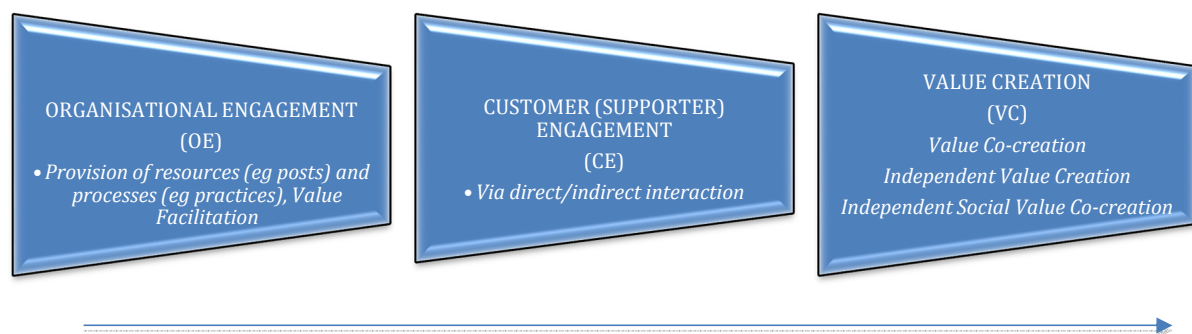 ORGANISATIONAL ENGAGEMENT
(OE)
• Provision of resources (eg posts) and
processes (eg practices), Value
Facilitation
CUSTOMER (SUPPORTER)
ENGAGEMENT
(CE)
• Via direct/indirect interaction
VALUE CREATION
(VC)
Value Co-creation
Independent Value Creation
Independent Social Value Co-creation